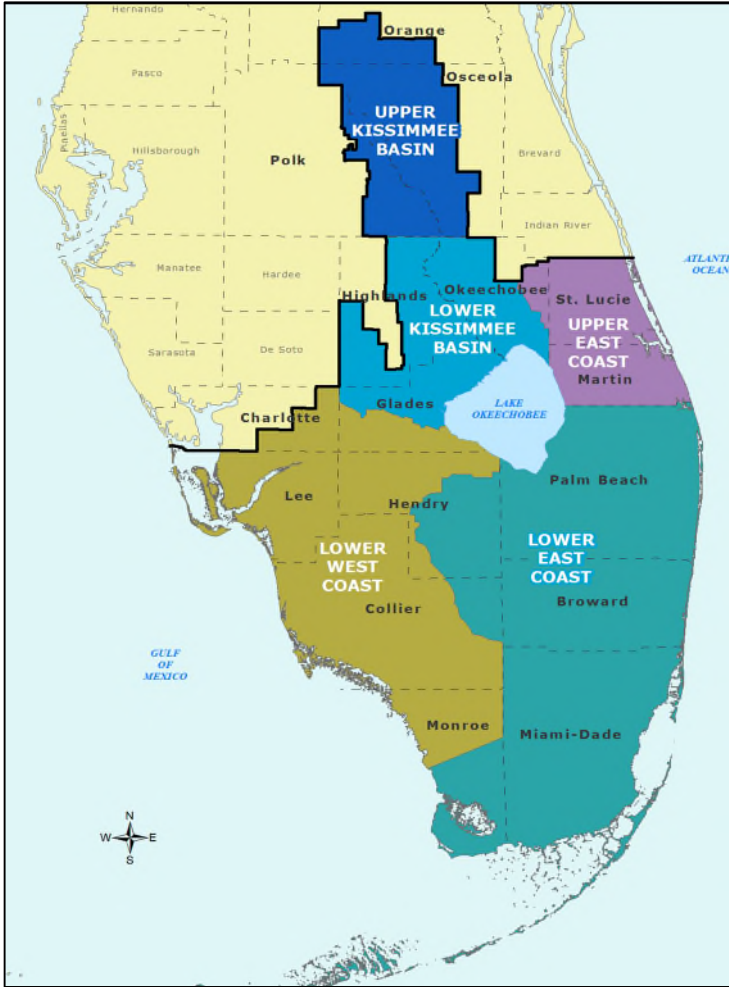 Hernando
Orange
Pasco
Osceola
Pinellas
Hillsborough
UPPER
KISSIMMEE
BASIN
Polk
Brevard
Indian River
ATLANTIC
OCEAN
Manatee
Hardee
Highlands
Okeechobee
St. Lucie
LOWER
KISSIMMEE
BASIN
UPPER
EAST
COAST
Sarasota
De Soto
Martin
Charlotte
Glades
LAKE
OKEECHOBEE
Lee
Hendry
Palm Beach
LOWER
WEST
COAST
LOWER
EAST
COAST
Collier
Broward
GULF
OF
MEXICO
Monroe
Miami-Dade
N
W
E
S